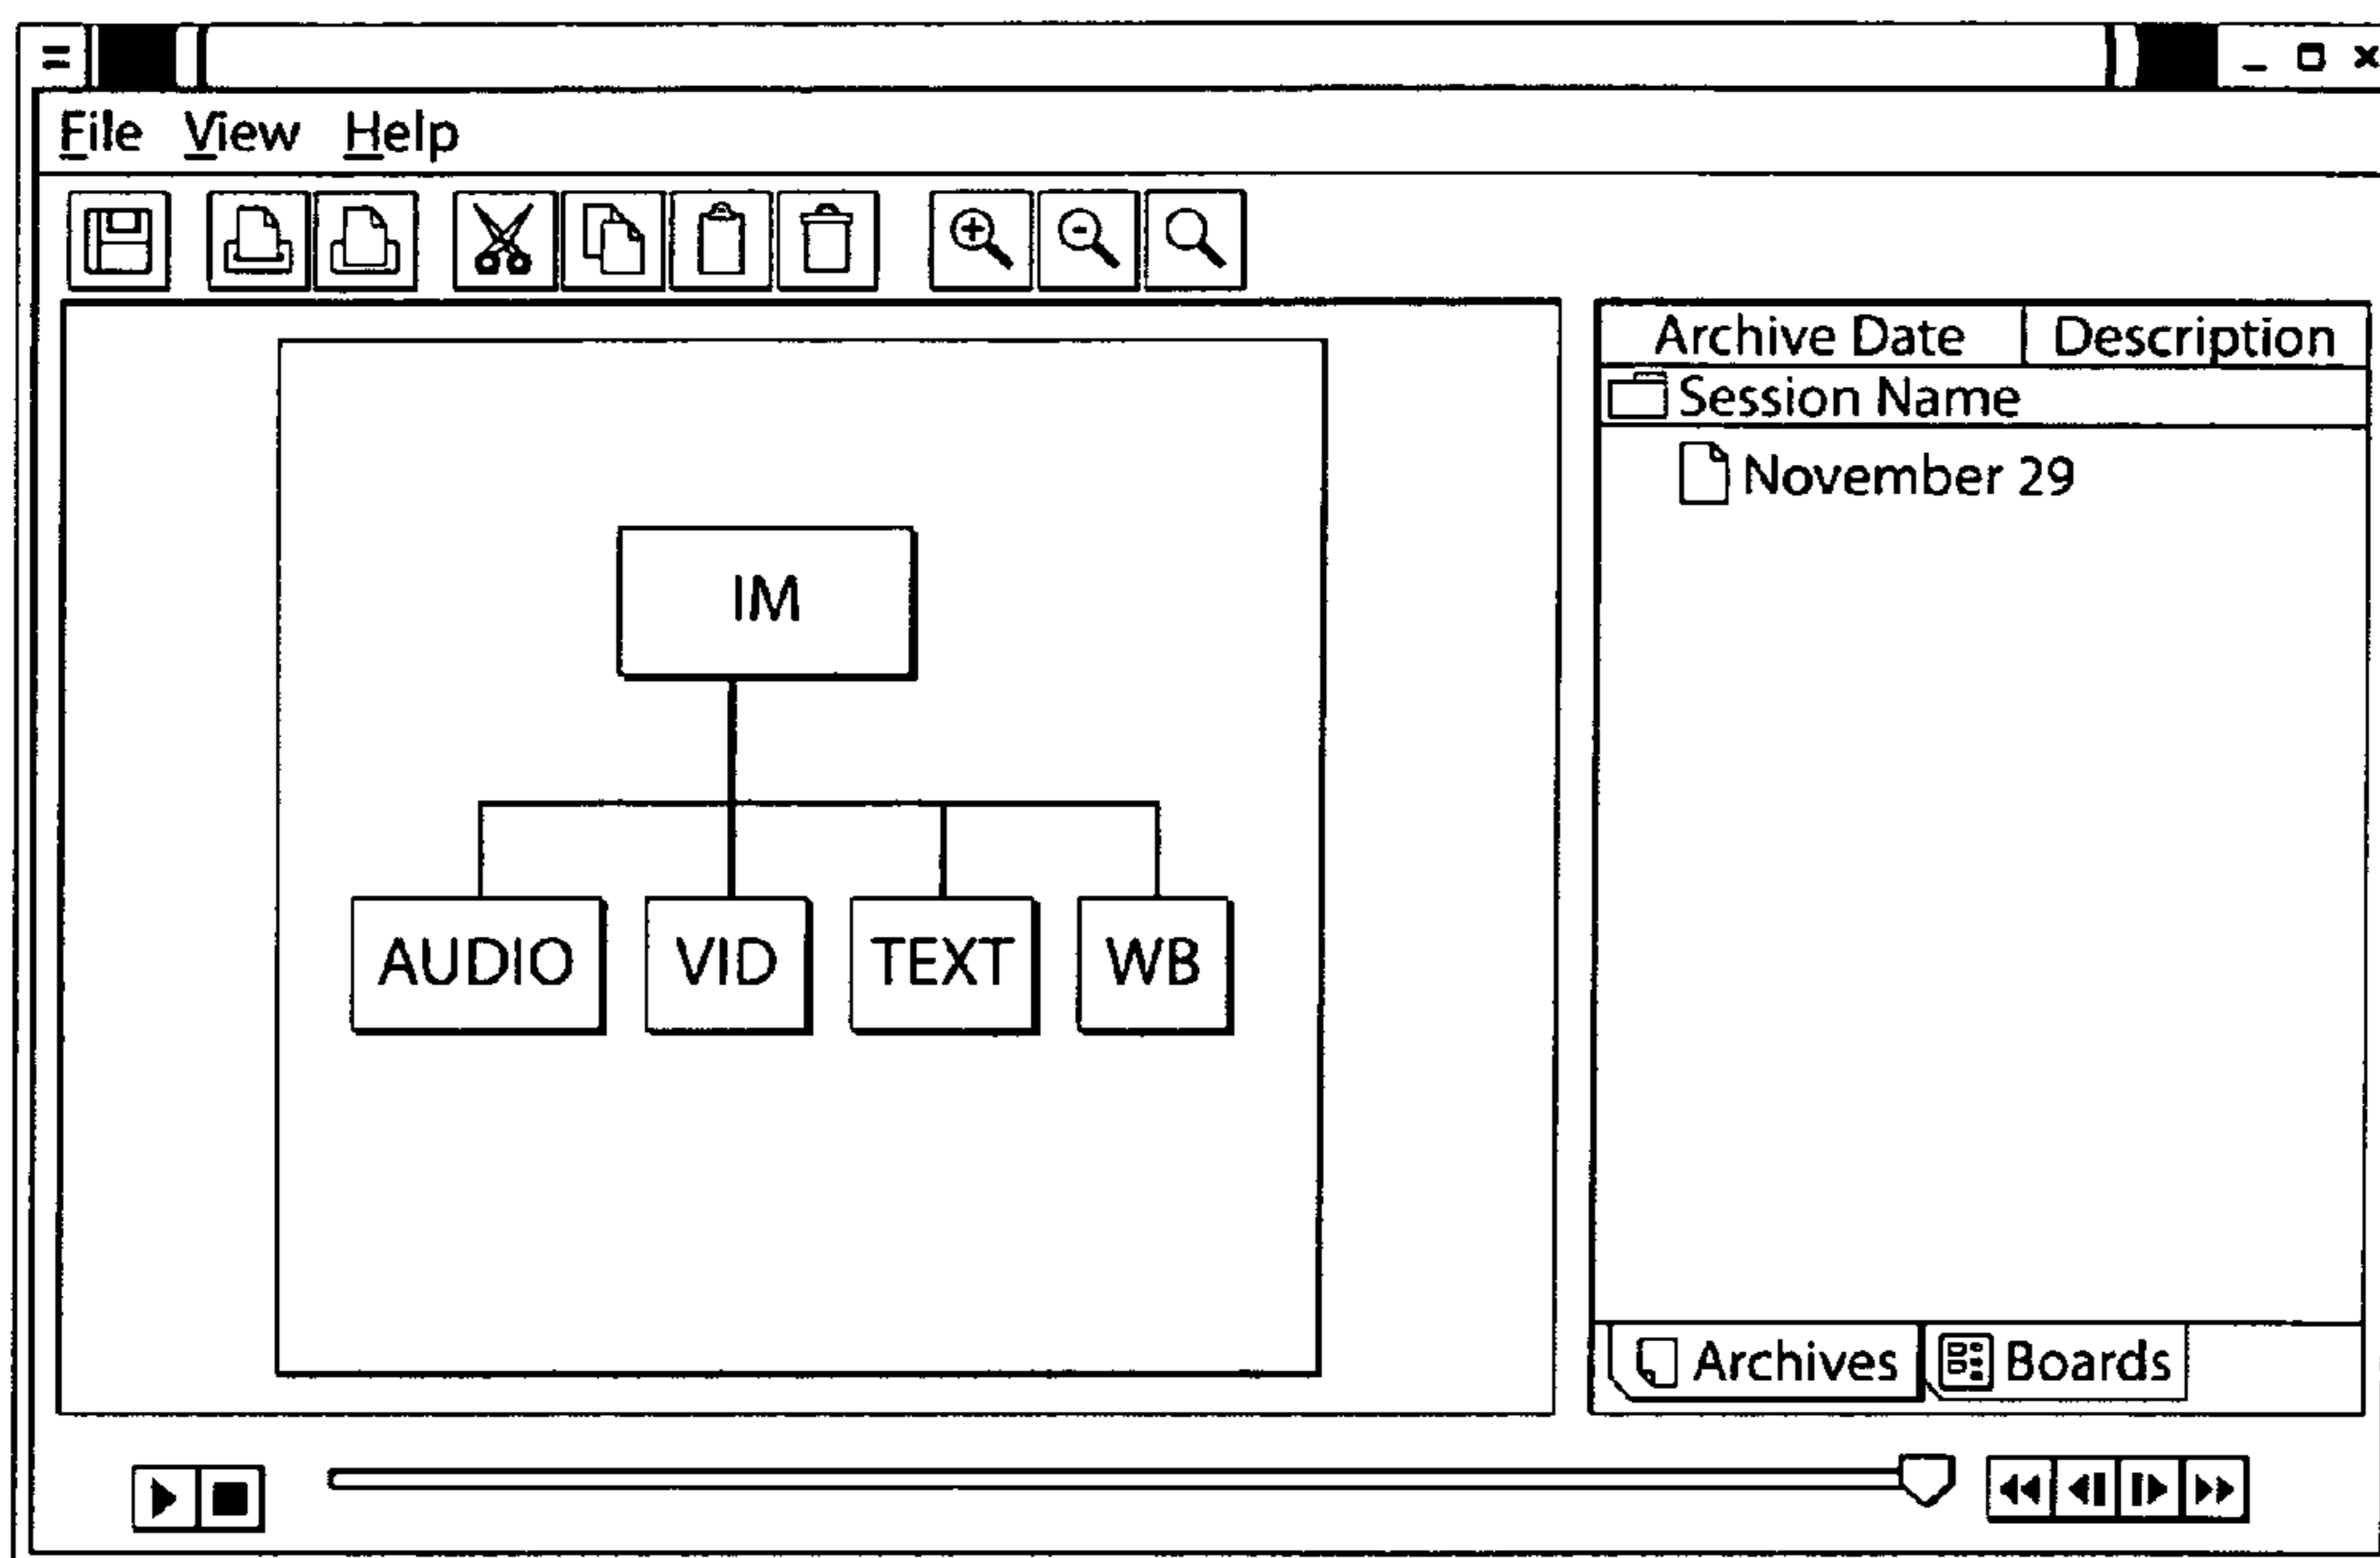 File View Help
Archive Date Description
Session Name
November 29
IM
AUDIO VID TEXT WB
Archives Boards